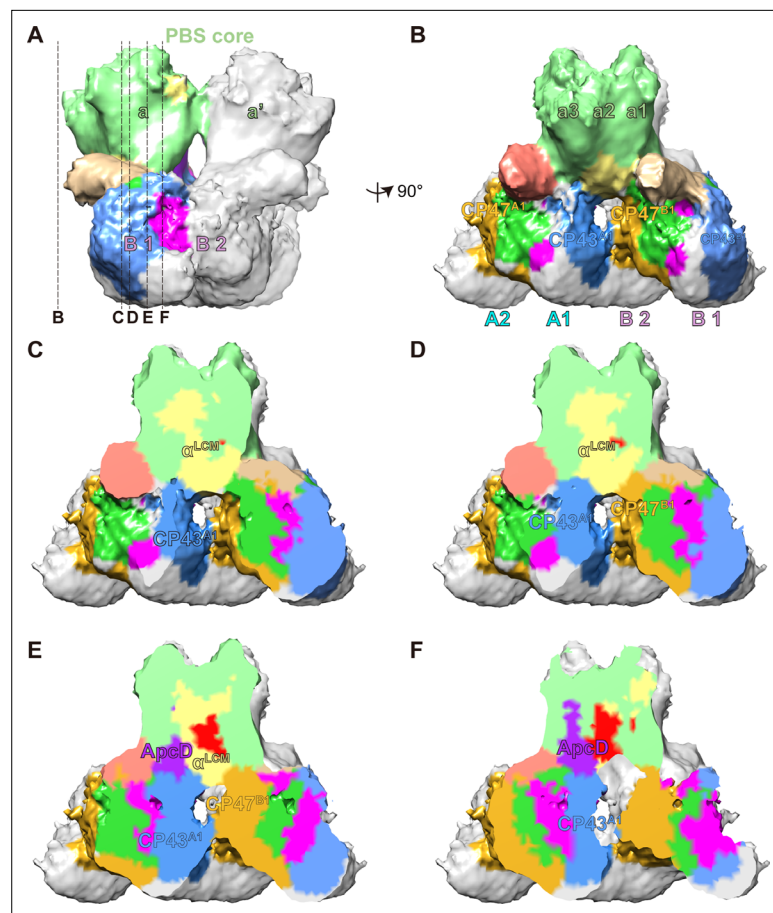 A
PBS core
a
a'
B 1
B 2
B
C
D
E
F
90°
B
a3
a2
a1
CP47ᴬ¹
CP43ᴬ¹
CP47ᴮ¹
A2
A1
B 2
B 1
C
αᴸᶜᴹ
CP43ᴬ¹
D
αᴸᶜᴹ
CP43ᴬ¹
CP47ᴮ¹
E
ApcD
αᴸᶜᴹ
CP47ᴮ¹
CP43ᴬ¹
F
ApcD
CP43ᴬ¹